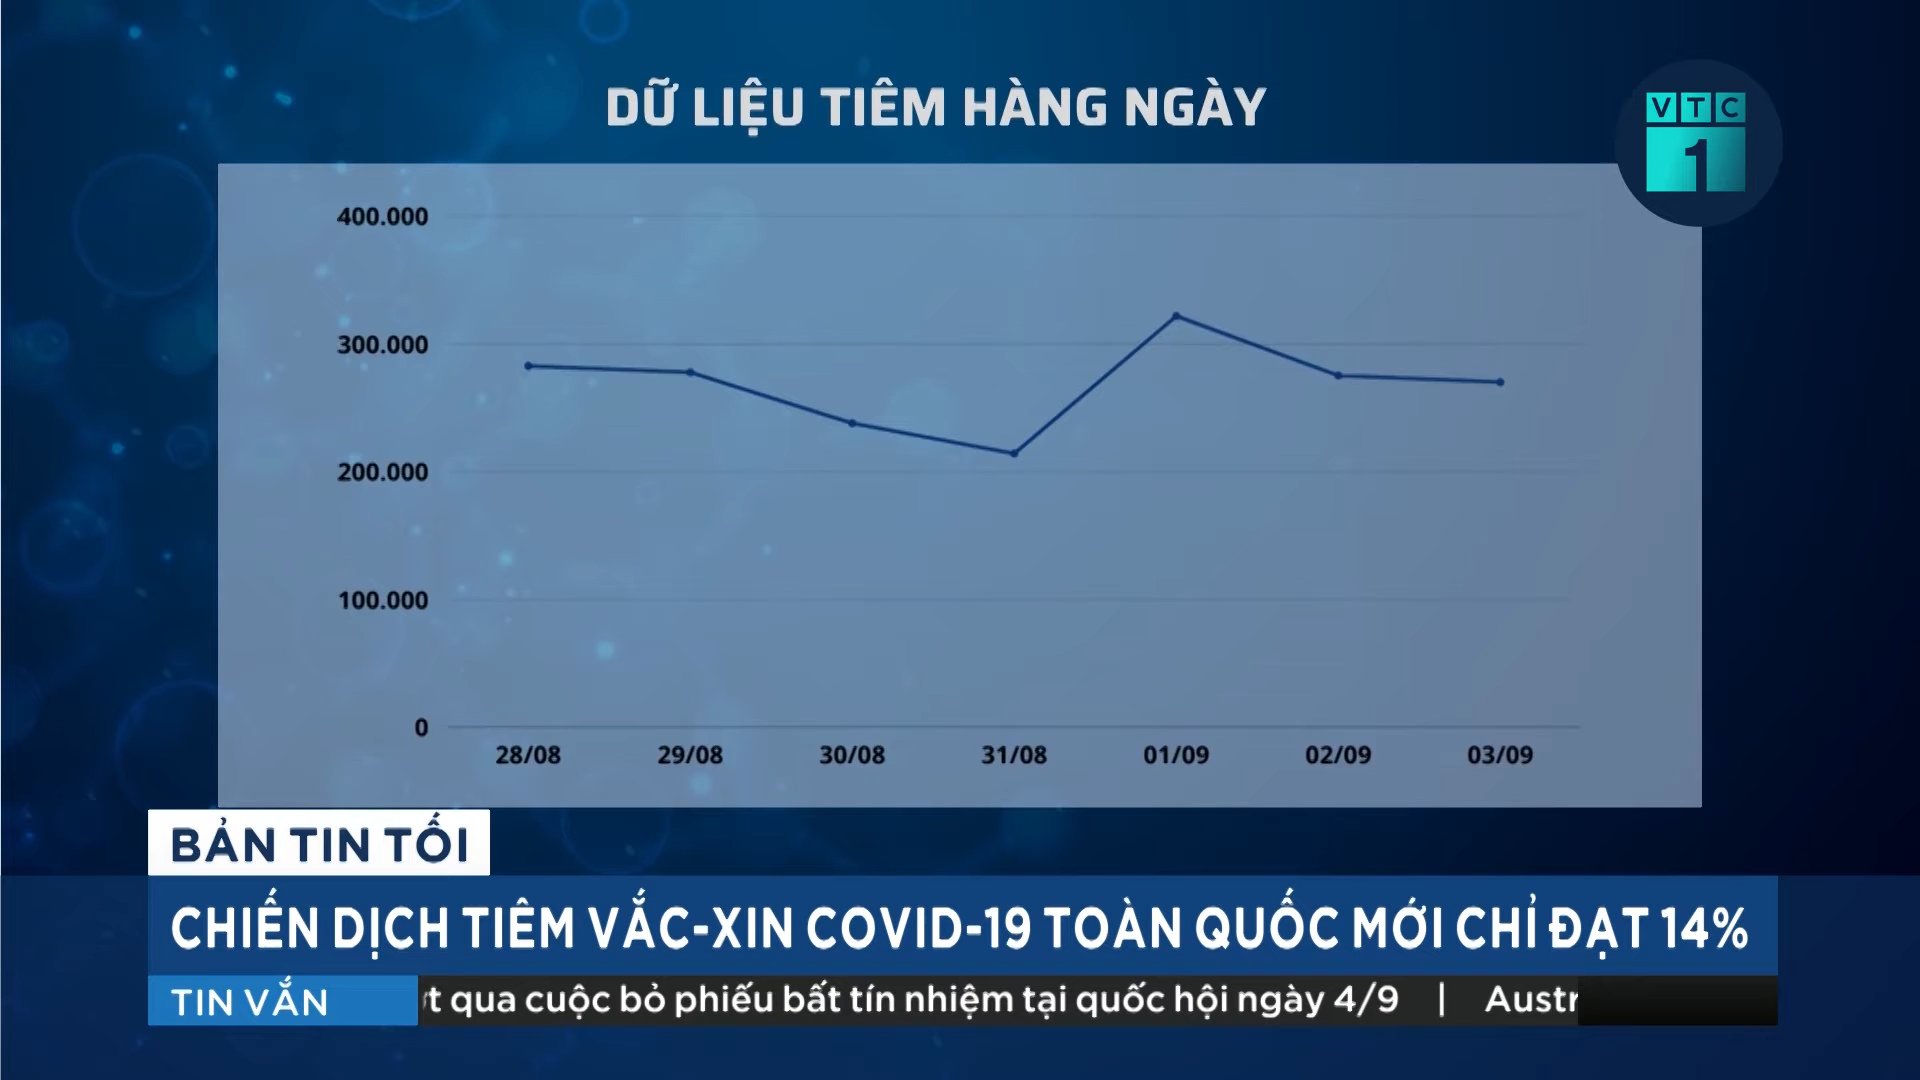 DỮ LIỆU TIÊM HÀNG NGÀY
VTC
1
400.000
300.000
200.000
100.000
0
28/08 29/08 30/08 31/08 01/09 02/09 03/09
BẢN TIN TỐI
CHIẾN DỊCH TIÊM VẮC-XIN COVID-19 TOÀN QUỐC MỚI CHỈ ĐẠT 14%
TIN VẮN
qua cuộc bỏ phiếu bất tín nhiệm tại quốc hội ngày 4/9 |